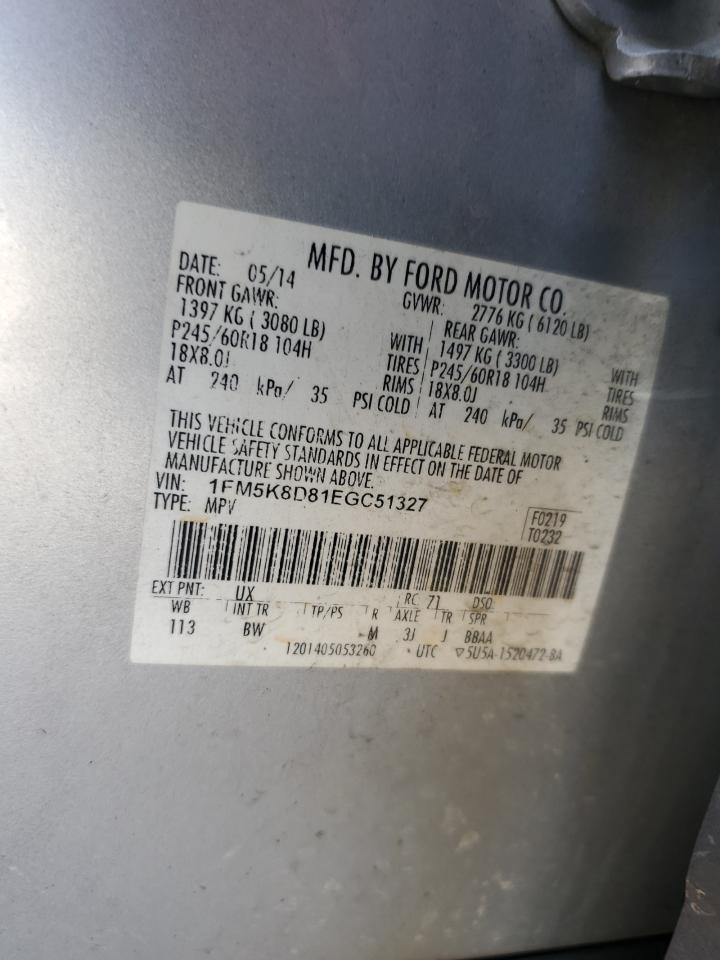 MFD. BY FORD MOTOR CO.
DATE: 05/14 GVWR: 2776 KG ( 6120 LB)
FRONT GAWR: REAR GAWR:
1397 KG ( 3080 LB) WITH 1497 KG ( 3300 LB) WITH
P245/60R18 104H TIRES P245/60R18 104H TIRES
18X8.0J RIMS 18X8.0J RIMS
AT 240 kPa/ 35 PSI COLD AT 240 kPa/ 35 PSI COLD
THIS VEHICLE CONFORMS TO ALL APPLICABLE FEDERAL MOTOR
VEHICLE SAFETY STANDARDS IN EFFECT ON THE DATE OF
MANUFACTURE SHOWN ABOVE.
VIN: 1FM5K8D81EGC51327
TYPE: MPV
F0219
T0232
EXT PNT: UX RC: 71 DSO:
WB INT TR TP/PS R AXLE TR SPR
113 BW M 3J J BBAA
1201405053260 UTC ▽5U5A-1520472-BA